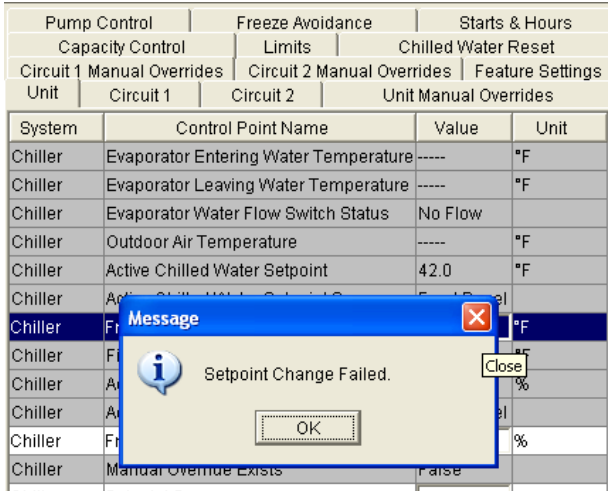 Pump Control Freeze Avoidance Starts & Hours
Capacity Control Limits Chilled Water Reset
Circuit 1 Manual Overrides Circuit 2 Manual Overrides Feature Settings
Unit Circuit 1 Circuit 2 Unit Manual Overrides
System Control Point Name Value Unit
Chiller Evaporator Entering Water Temperature ----- °F
Chiller Evaporator Leaving Water Temperature ----- °F
Chiller Evaporator Water Flow Switch Status No Flow
Chiller Outdoor Air Temperature ----- °F
Chiller Active Chilled Water Setpoint 42.0 °F
Chiller
Chiller °F
Message
Chiller °F
Close
Setpoint Change Failed.
Chiller %
Chiller
OK
Chiller %
Chiller Manual Override Exists False